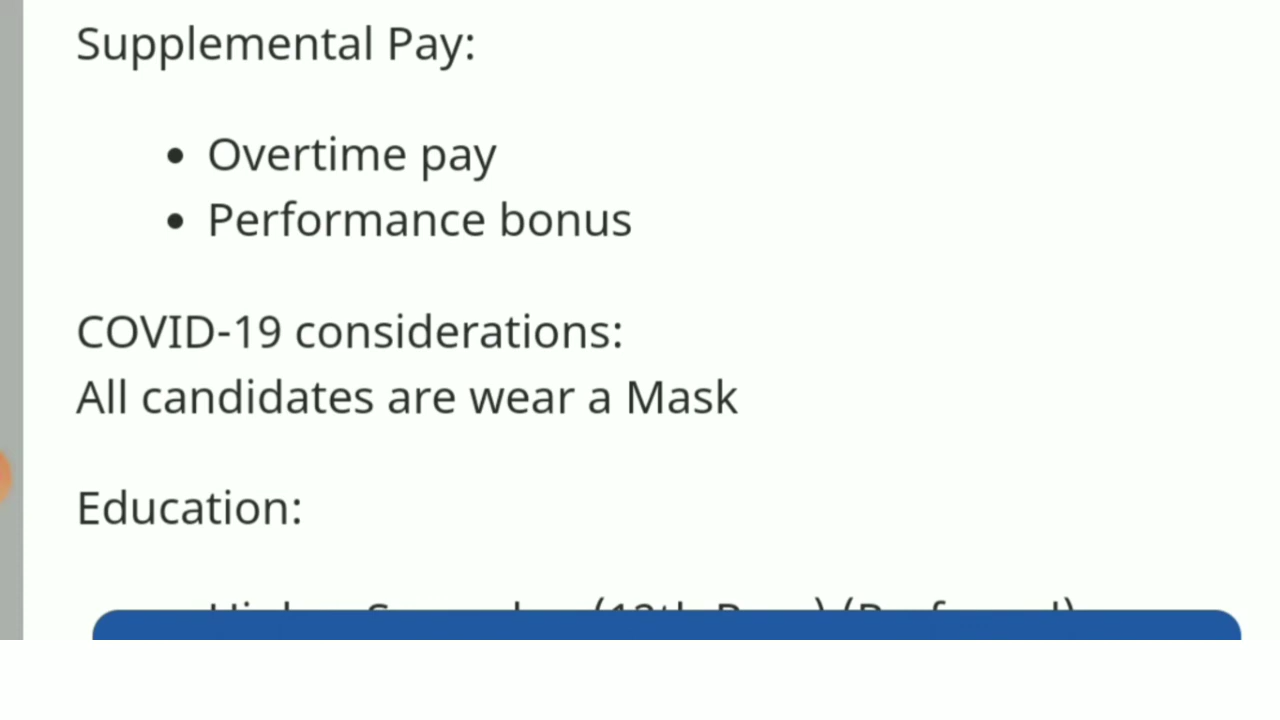 Supplemental Pay:
• Overtime pay
• Performance bonus
COVID-19 considerations:
All candidates are wear a Mask
Education: